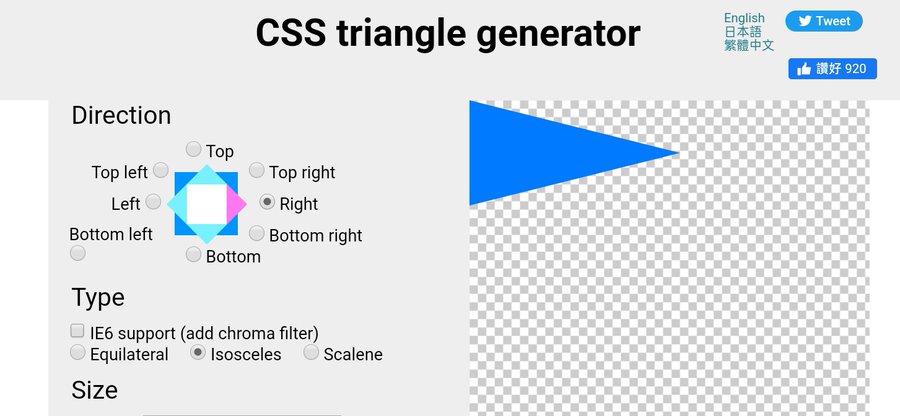 CSS triangle generator
English
日本語
繁體中文
Tweet
讚好 920
Direction
Top
Top left
Top right
Left
Right
Bottom left
Bottom right
Bottom
Type
IE6 support (add chroma filter)
Equilateral Isosceles Scalene
Size